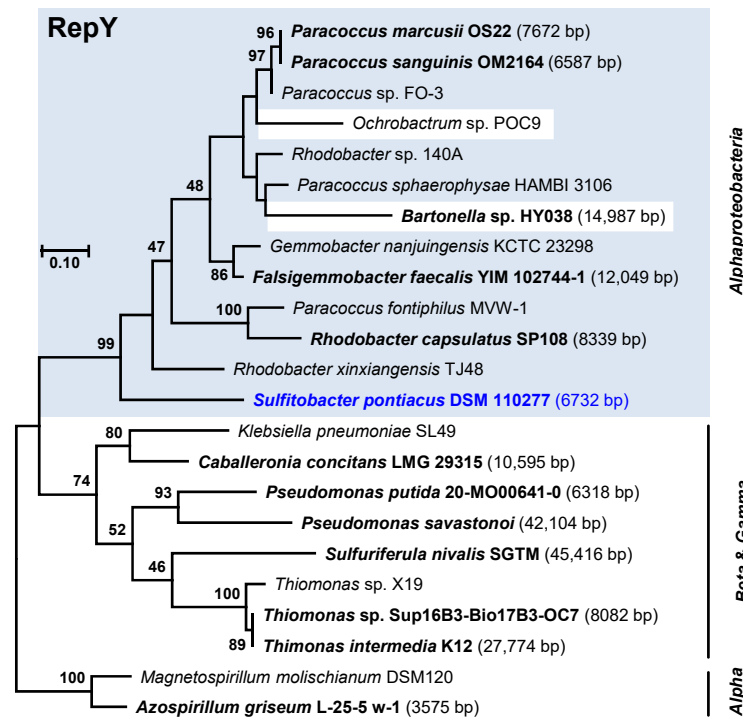 RepY
96
Paracoccus marcusii OS22 (7672 bp)
97
Paracoccus sanguinis OM2164 (6587 bp)
Paracoccus sp. FO-3
Ochrobactrum sp. POC9
Rhodobacter sp. 140A
48
Paracoccus sphaerophysae HAMBI 3106
Bartonella sp. HY038 (14,987 bp)
47
Gemmobacter nanjuingensis KCTC 23298
0.10
86
Falsigemmobacter faecalis YIM 102744-1 (12,049 bp)
100
Paracoccus fontiphilus MVW-1
Rhodobacter capsulatus SP108 (8339 bp)
99
Rhodobacter xinxiangensis TJ48
Sulfitobacter pontiacus DSM 110277 (6732 bp)
Alphaproteobacteria
80
Klebsiella pneumoniae SL49
Caballeronia concitans LMG 29315 (10,595 bp)
74
93
Pseudomonas putida 20-MO00641-0 (6318 bp)
52
Pseudomonas savastonoi (42,104 bp)
Sulfuriferula nivalis SGTM (45,416 bp)
46
100
Thiomonas sp. X19
Thiomonas sp. Sup16B3-Bio17B3-OC7 (8082 bp)
89
Thimonas intermedia K12 (27,774 bp)
Beta & Gamma
100
Magnetospirillum molischianum DSM120
Azospirillum griseum L-25-5 w-1 (3575 bp)
Alpha